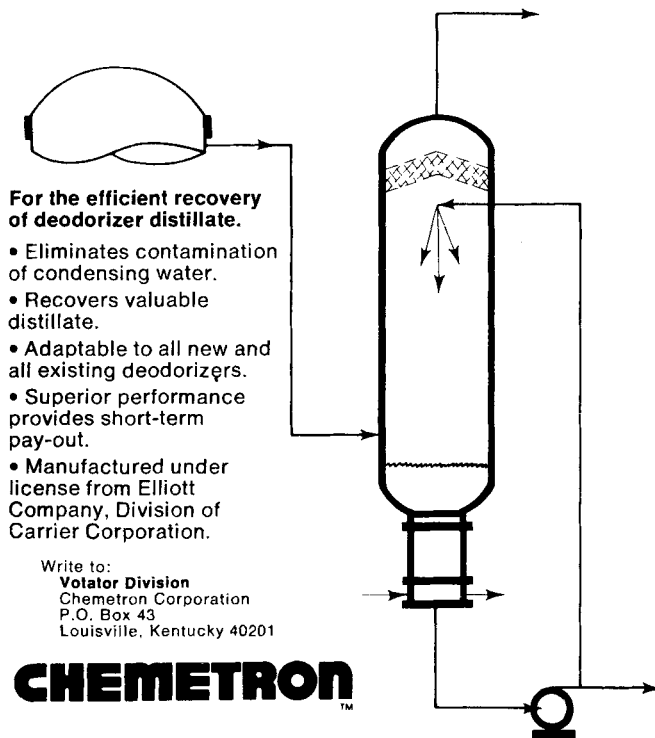 For the efficient recovery
of deodorizer distillate.
• Eliminates contamination
of condensing water.
• Recovers valuable
distillate.
• Adaptable to all new and
all existing deodorizers.
• Superior performance
provides short-term
pay-out.
• Manufactured under
license from Elliott
Company, Division of
Carrier Corporation.
Write to:
Votator Division
Chemetron Corporation
P.O. Box 43
Louisville, Kentucky 40201
CHEMETRON
TM